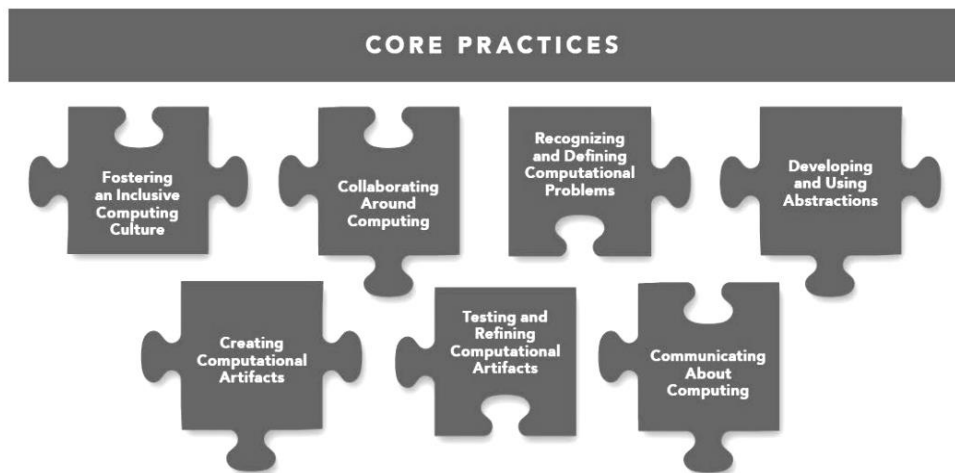 CORE PRACTICES
Fostering
an Inclusive
Computing
Culture
Collaborating
Around
Computing
Recognizing
and Defining
Computational
Problems
Developing
and Using
Abstractions
Creating
Computational
Artifacts
Testing and
Refining
Computational
Artifacts
Communicating
About
Computing